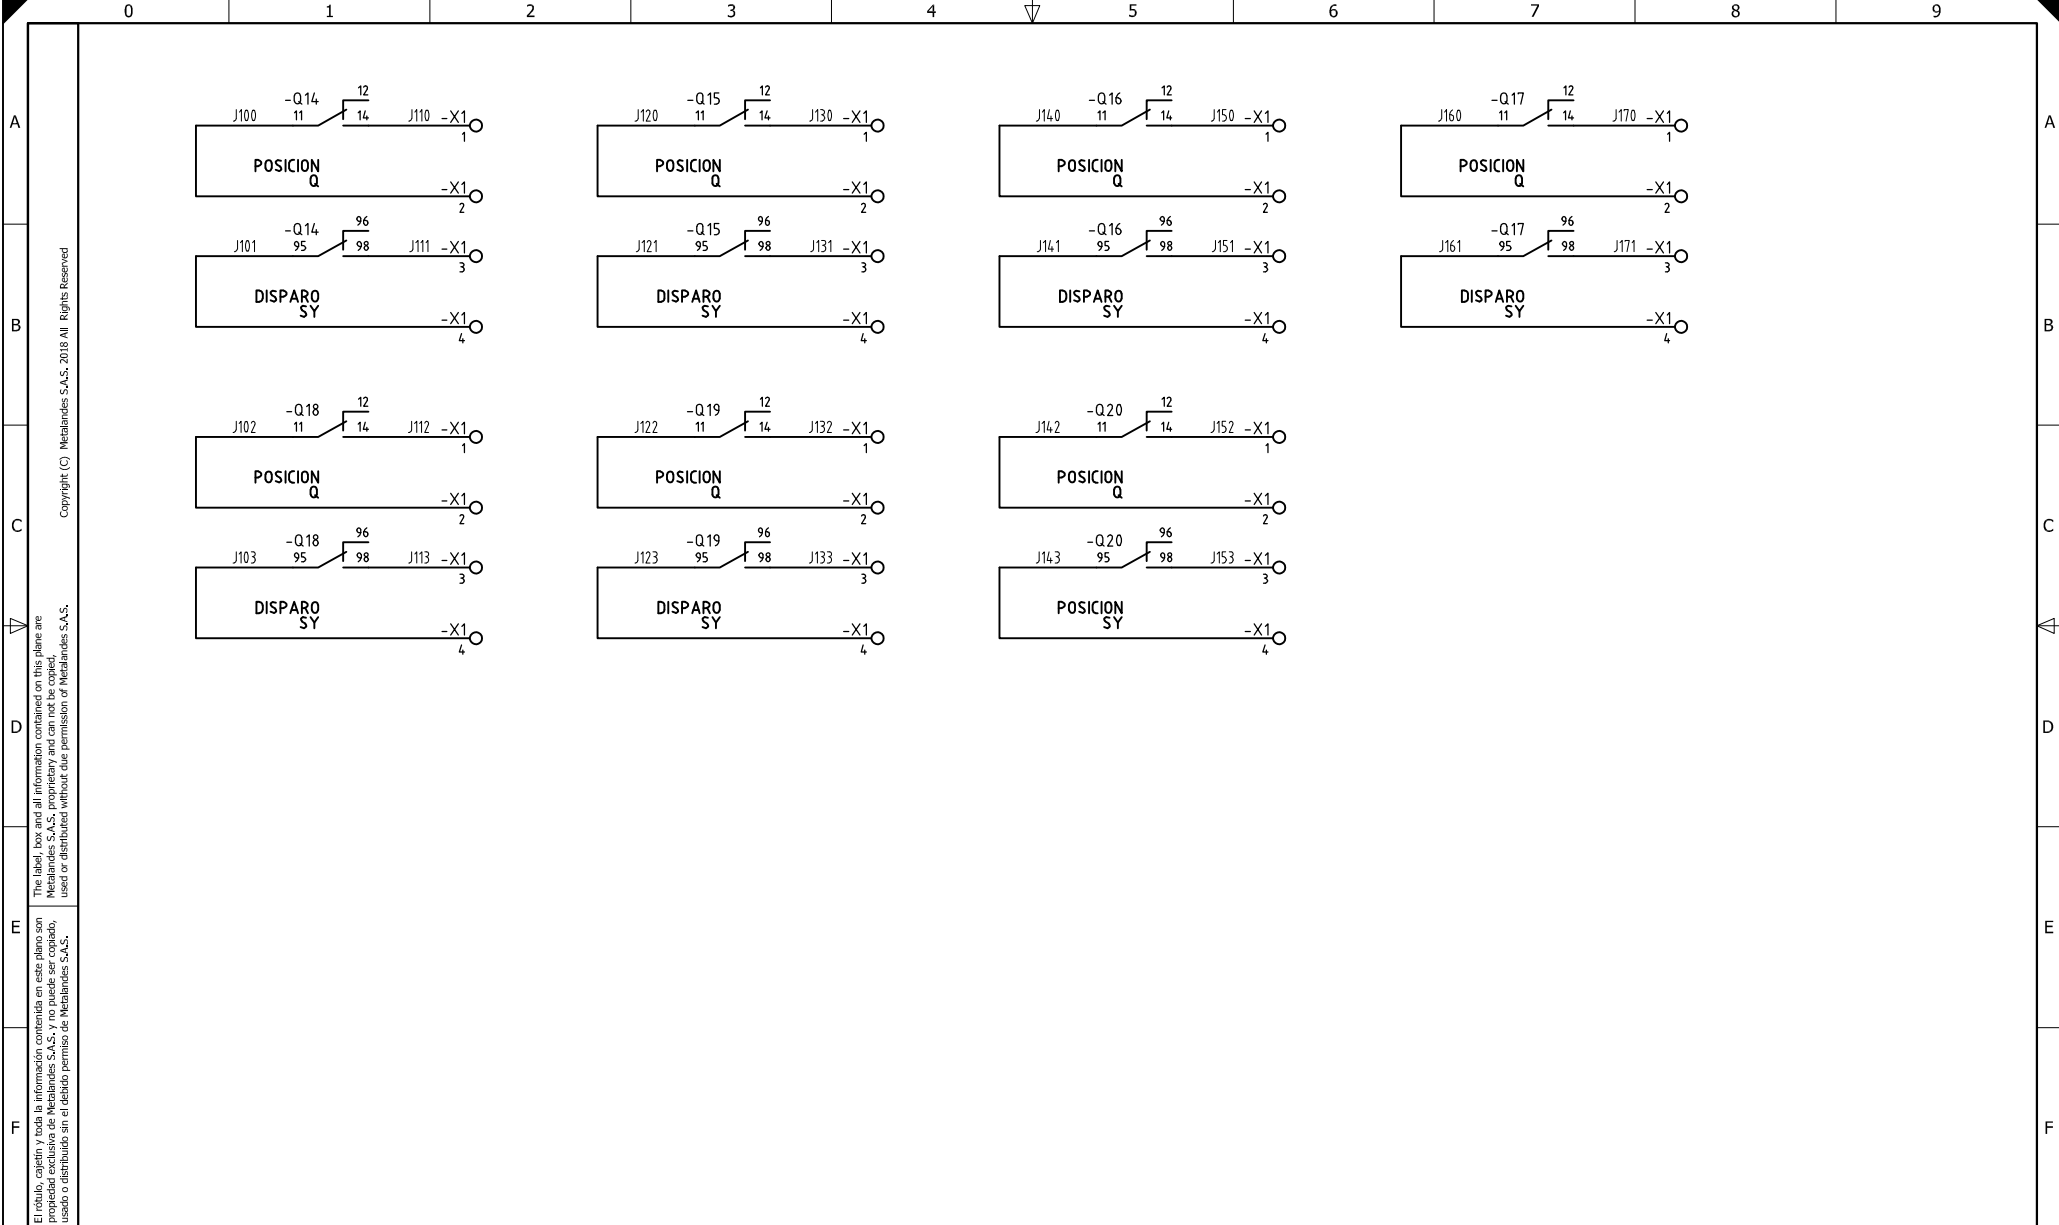 0 1 2 3 4 5 6 7 8 9
A A
B B
C C
D D
E E
F F
-Q14 12
J100 11 14 J110 -X1
1
POSICION
Q
-X1
2
-Q14 96
J101 95 98 J111 -X1
3
DISPARO
SY
-X1
4
-Q15 12
J120 11 14 J130 -X1
1
POSICION
Q
-X1
2
-Q15 96
J121 95 98 J131 -X1
3
DISPARO
SY
-X1
4
-Q16 12
J140 11 14 J150 -X1
1
POSICION
Q
-X1
2
-Q16 96
J141 95 98 J151 -X1
3
DISPARO
SY
-X1
4
-Q17 12
J160 11 14 J170 -X1
1
POSICION
Q
-X1
2
-Q17 96
J161 95 98 J171 -X1
3
DISPARO
SY
-X1
4
-Q18 12
J102 11 14 J112 -X1
1
POSICION
Q
-X1
2
-Q18 96
J103 95 98 J113 -X1
3
DISPARO
SY
-X1
4
-Q19 12
J122 11 14 J132 -X1
1
POSICION
Q
-X1
2
-Q19 96
J123 95 98 J133 -X1
3
DISPARO
SY
-X1
4
-Q20 12
J142 11 14 J152 -X1
1
POSICION
Q
-X1
2
-Q20 96
J143 95 98 J153 -X1
3
POSICION
SY
-X1
4
The label, box and all information contained on this plane are
Metalandes S.A.S. proprietary and can not be copied,
used or distributed without due permission of Metalandes S.A.S. Copyright (C) Metalandes S.A.S. 2018 All Rights Reserved
El rótulo, cajetín y toda la información contenida en este plano son
propiedad exclusiva de Metalandes S.A.S. y no puede ser copiado,
usado o distribuido sin el debido permiso de Metalandes S.A.S.